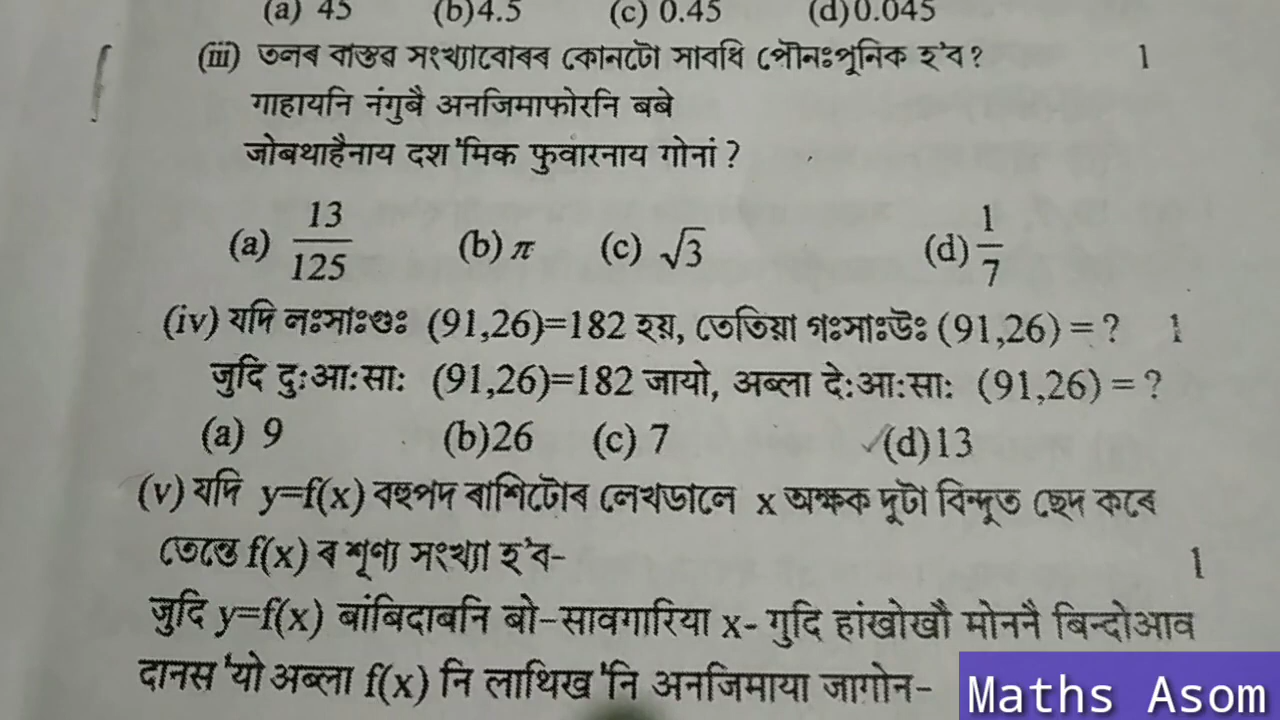 (a) 45 (b)4.5 (c) 0.45 (d)0.045
(iii) তলৰ বাস্তৱ সংখ্যাবোৰৰ কোনটো সাবধি পৌনঃপূনিক হ'ব? 1
गाहायनि नंगुबै अनजिमाफोरनि बबे
जोबथाहैनाय दश'मिक फुवारनाय गोनां?
(a) 13/125 (b) π (c) √3 (d) 1/7
(iv) যদি লঃসাঃগুঃ (91,26)=182 হয়, তেতিয়া গঃসাঃউঃ (91,26) = ? 1
जुदि दुःआःसाः (91,26)=182 जायो, अब्ला देःआःसाः (91,26) = ?
(a) 9 (b)26 (c) 7 (d)13
(v) যদি y=f(x) বহুপদ ৰাশিটোৰ লেখডালে x অক্ষক দূটা বিন্দূত ছেদ কৰে
তেন্তে f(x) ৰ শূণ্য সংখ্যা হ'ব- 1
जुदि y=f(x) बांबिदाबनि बो-सावगारिया x- गुदि हांखोखौ मोननै बिन्दोआव
दानस'यो अब्ला f(x) नि लाथिख'नि अनजिमाया जागोन-
Maths Asom